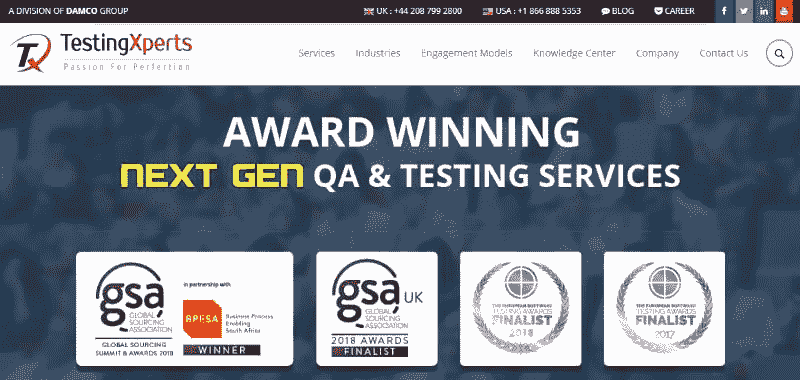 A DIVISION OF DAMCO GROUP
UK : +44 208 799 2800
USA : +1 866 888 5353
BLOG
CAREER
TestingXperts
Passion For Perfection
Services
Industries
Engagement Models
Knowledge Center
Company
Contact Us
AWARD WINNING
NEXT GEN QA & TESTING SERVICES
gsa
GLOBAL
SOURCING
ASSOCIATION
GLOBAL SOURCING
SUMMIT & AWARDS 2018
in partnership with
BPESA
Business Process
Enabling
South Africa
WINNER
gsa UK
GLOBAL
SOURCING
ASSOCIATION
2018 AWARDS
FINALIST
THE EUROPEAN SOFTWARE
TESTING AWARDS
FINALIST
2018
THE EUROPEAN SOFTWARE
TESTING AWARDS
FINALIST
2017